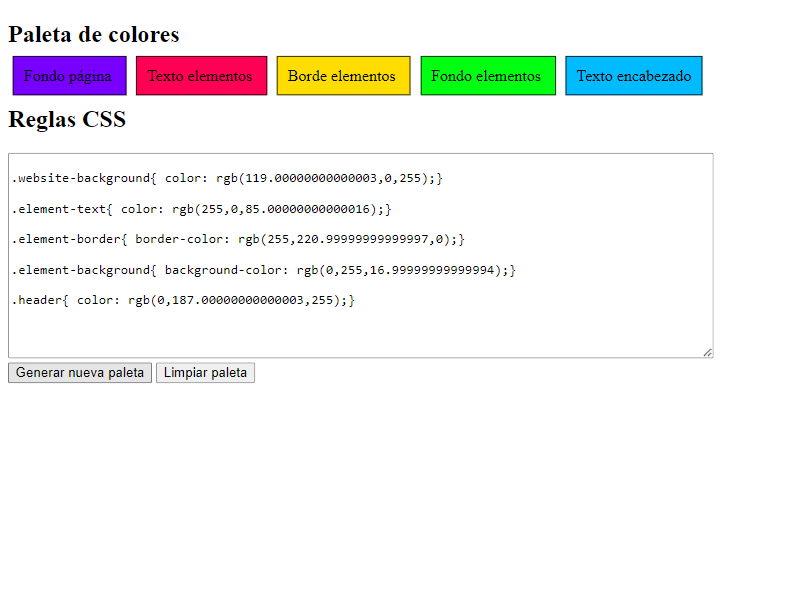 Paleta de colores
Fondo página Texto elementos Borde elementos Fondo elementos Texto encabezado
Reglas CSS
.website-background{ color: rgb(119.00000000000003,0,255);}
.element-text{ color: rgb(255,0,85.00000000000016);}
.element-border{ border-color: rgb(255,220.99999999999997,0);}
.element-background{ background-color: rgb(0,255,16.99999999999994);}
.header{ color: rgb(0,187.00000000000003,255);}
Generar nueva paleta Limpiar paleta